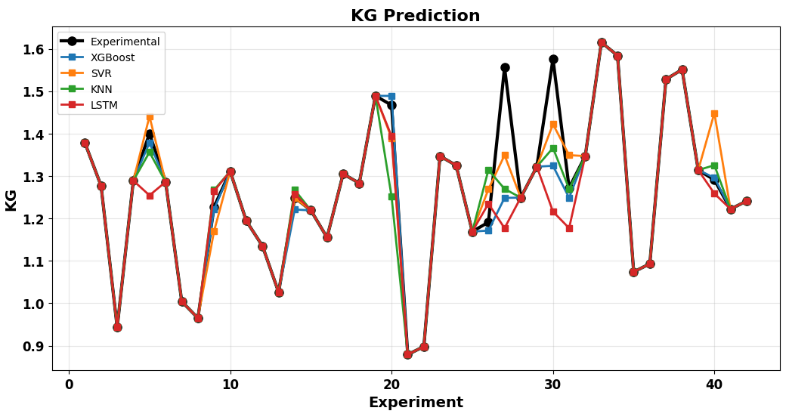 KG Prediction
Experimental
XGBoost
SVR
KNN
LSTM
1.6
1.5
1.4
1.3
1.2
1.1
1.0
0.9
KG
0 10 20 30 40
Experiment